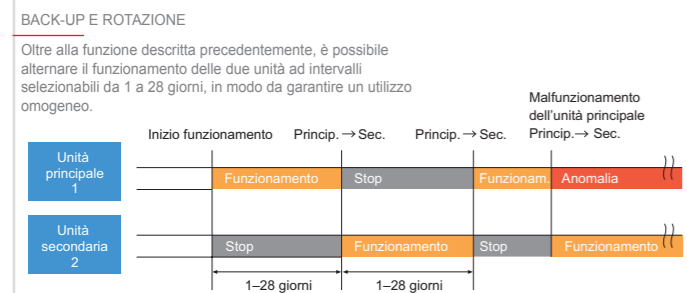 BACK-UP E ROTAZIONE
Oltre alla funzione descritta precedentemente, è possibile
alternare il funzionamento delle due unità ad intervalli
selezionabili da 1 a 28 giorni, in modo da garantire un utilizzo
omogeneo.
Malfunzionamento
dell'unità principale
Inizio funzionamento Princip. → Sec. Princip. → Sec. Princip.→ Sec.
Unità
principale
1
Funzionamento Stop Funzionam. Anomalia
Unità
secondaria
2
Stop Funzionamento Stop Funzionamento
1–28 giorni 1–28 giorni